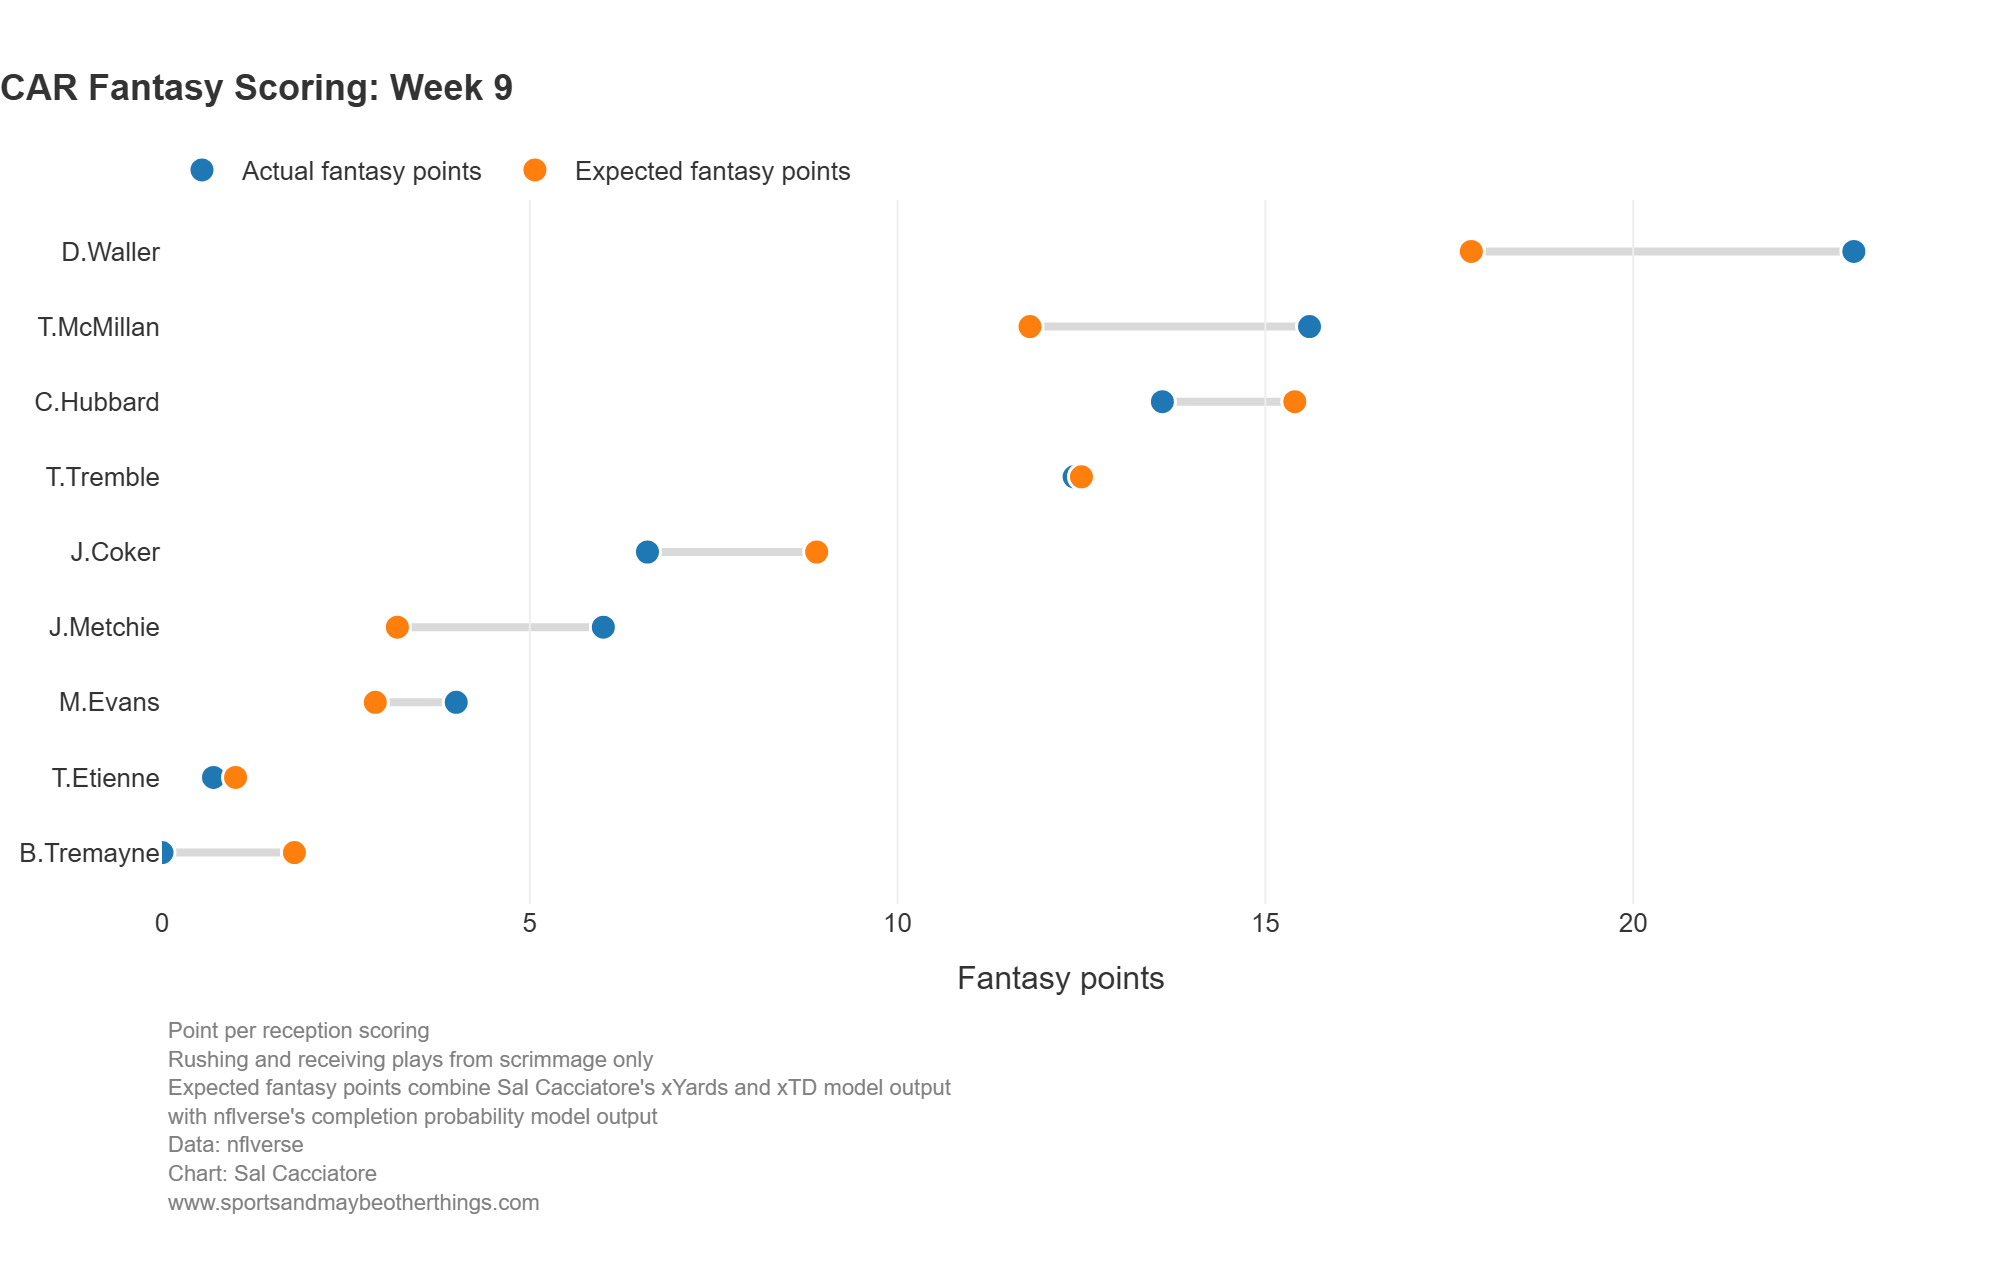 CAR Fantasy Scoring: Week 9
Actual fantasy points
Expected fantasy points
D.Waller
T.McMillan
C.Hubbard
T.Tremble
J.Coker
J.Metchie
M.Evans
T.Etienne
B.Tremayne
0 5 10 15 20
Fantasy points
Point per reception scoring
Rushing and receiving plays from scrimmage only
Expected fantasy points combine Sal Cacciatore's xYards and xTD model output
with nflverse's completion probability model output
Data: nflverse
Chart: Sal Cacciatore
www.sportsandmaybeotherthings.com